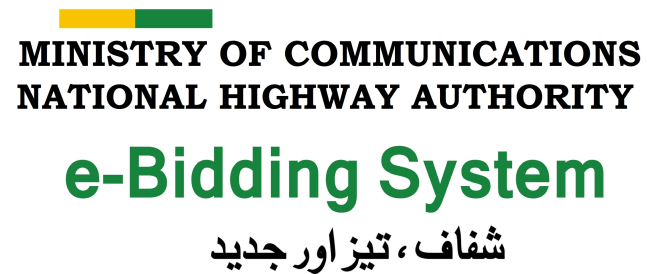 MINISTRY OF COMMUNICATIONS
NATIONAL HIGHWAY AUTHORITY
e-Bidding System
شفاف، تیز اور جدید